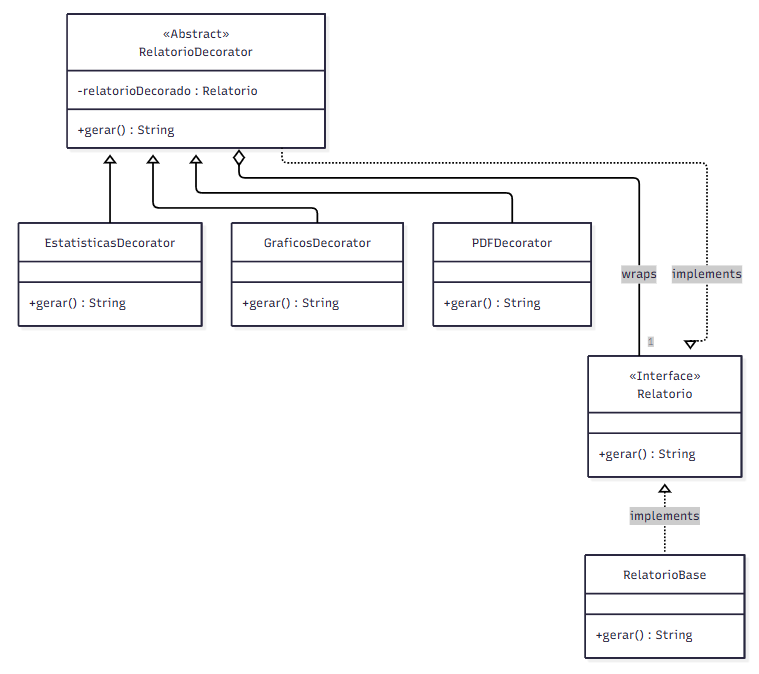 «Abstract»
RelatorioDecorator
-relatorioDecorado : Relatorio
+gerar() : String
EstatisticasDecorator
+gerar() : String
GraficosDecorator
+gerar() : String
PDFDecorator
+gerar() : String
wraps
implements
1
«Interface»
Relatorio
+gerar() : String
implements
RelatorioBase
+gerar() : String